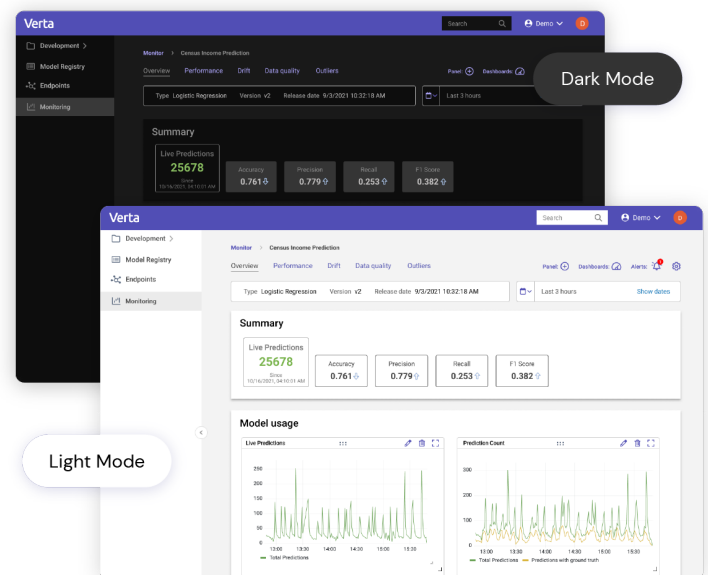 Verta
Search
Demo
D
Development >
Model Registry
Endpoints
Monitoring
Monitor > Census Income Prediction
Overview Performance Drift Data quality Outliers
Panel: Dashboards:
Type Logistic Regression Version v2 Release date 9/3/2021 10:32:18 AM
Last 3 hours
Dark Mode
Summary
Live Predictions
25678
Since
10/16/2021, 04:10:01 AM
Accuracy
0.761
Precision
0.779
Recall
0.253
F1 Score
0.382
Verta
Search
Demo
D
Development >
Model Registry
Endpoints
Monitoring
Monitor > Census Income Prediction
Overview Performance Drift Data quality Outliers
Panel: Dashboards: Alerts:
Type Logistic Regression Version v2 Release date 9/3/2021 10:32:18 AM
Last 3 hours Show dates
Summary
Live Predictions
25678
Since
10/16/2021, 04:10:01 AM
Accuracy
0.761
Precision
0.779
Recall
0.253
F1 Score
0.382
Light Mode
Model usage
Live Predictions
100
50
0
13:00 13:30 14:00 14:30 15:00 15:30
Total Predictions
Prediction Count
300
200
100
0
13:00 13:30 14:00 14:30 15:00 15:30
Total Predictions Predictions with ground truth